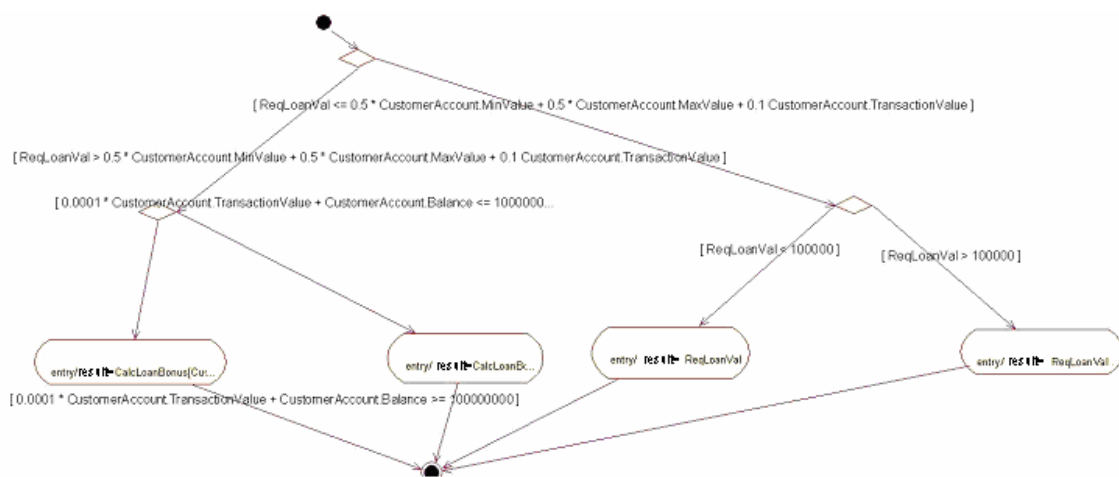 [ ReqLoanVal <= 0.5 * CustomerAccount.MinValue + 0.5 * CustomerAccount.MaxValue + 0.1 CustomerAccount.TransactionValue ]
[ ReqLoanVal > 0.5 * CustomerAccount.MinValue + 0.5 * CustomerAccount.MaxValue + 0.1 CustomerAccount.TransactionValue ]
[ 0.0001 * CustomerAccount.TransactionValue + CustomerAccount.Balance <= 1000000...
[ ReqLoanVal < 100000 ]
[ ReqLoanVal > 100000 ]
entry/ result= CalcLoanBonus(Cur...
entry/ result= CalcLoanBo...
entry/ result= ReqLoanVal
entry/ result= ReqLoanVal...
[ 0.0001 * CustomerAccount.TransactionValue + CustomerAccount.Balance >= 100000000 ]